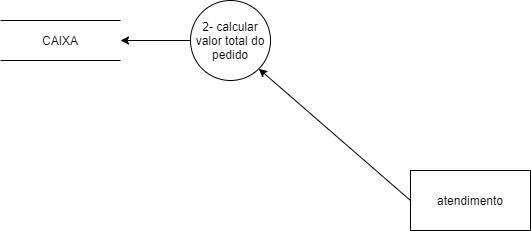 CAIXA
2- calcular
valor total do
pedido
atendimento